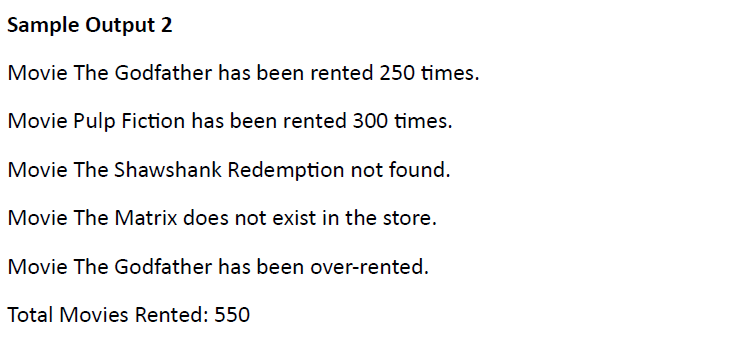 Sample Output 2
Movie The Godfather has been rented 250 times.
Movie Pulp Fiction has been rented 300 times.
Movie The Shawshank Redemption not found.
Movie The Matrix does not exist in the store.
Movie The Godfather has been over-rented.
Total Movies Rented: 550